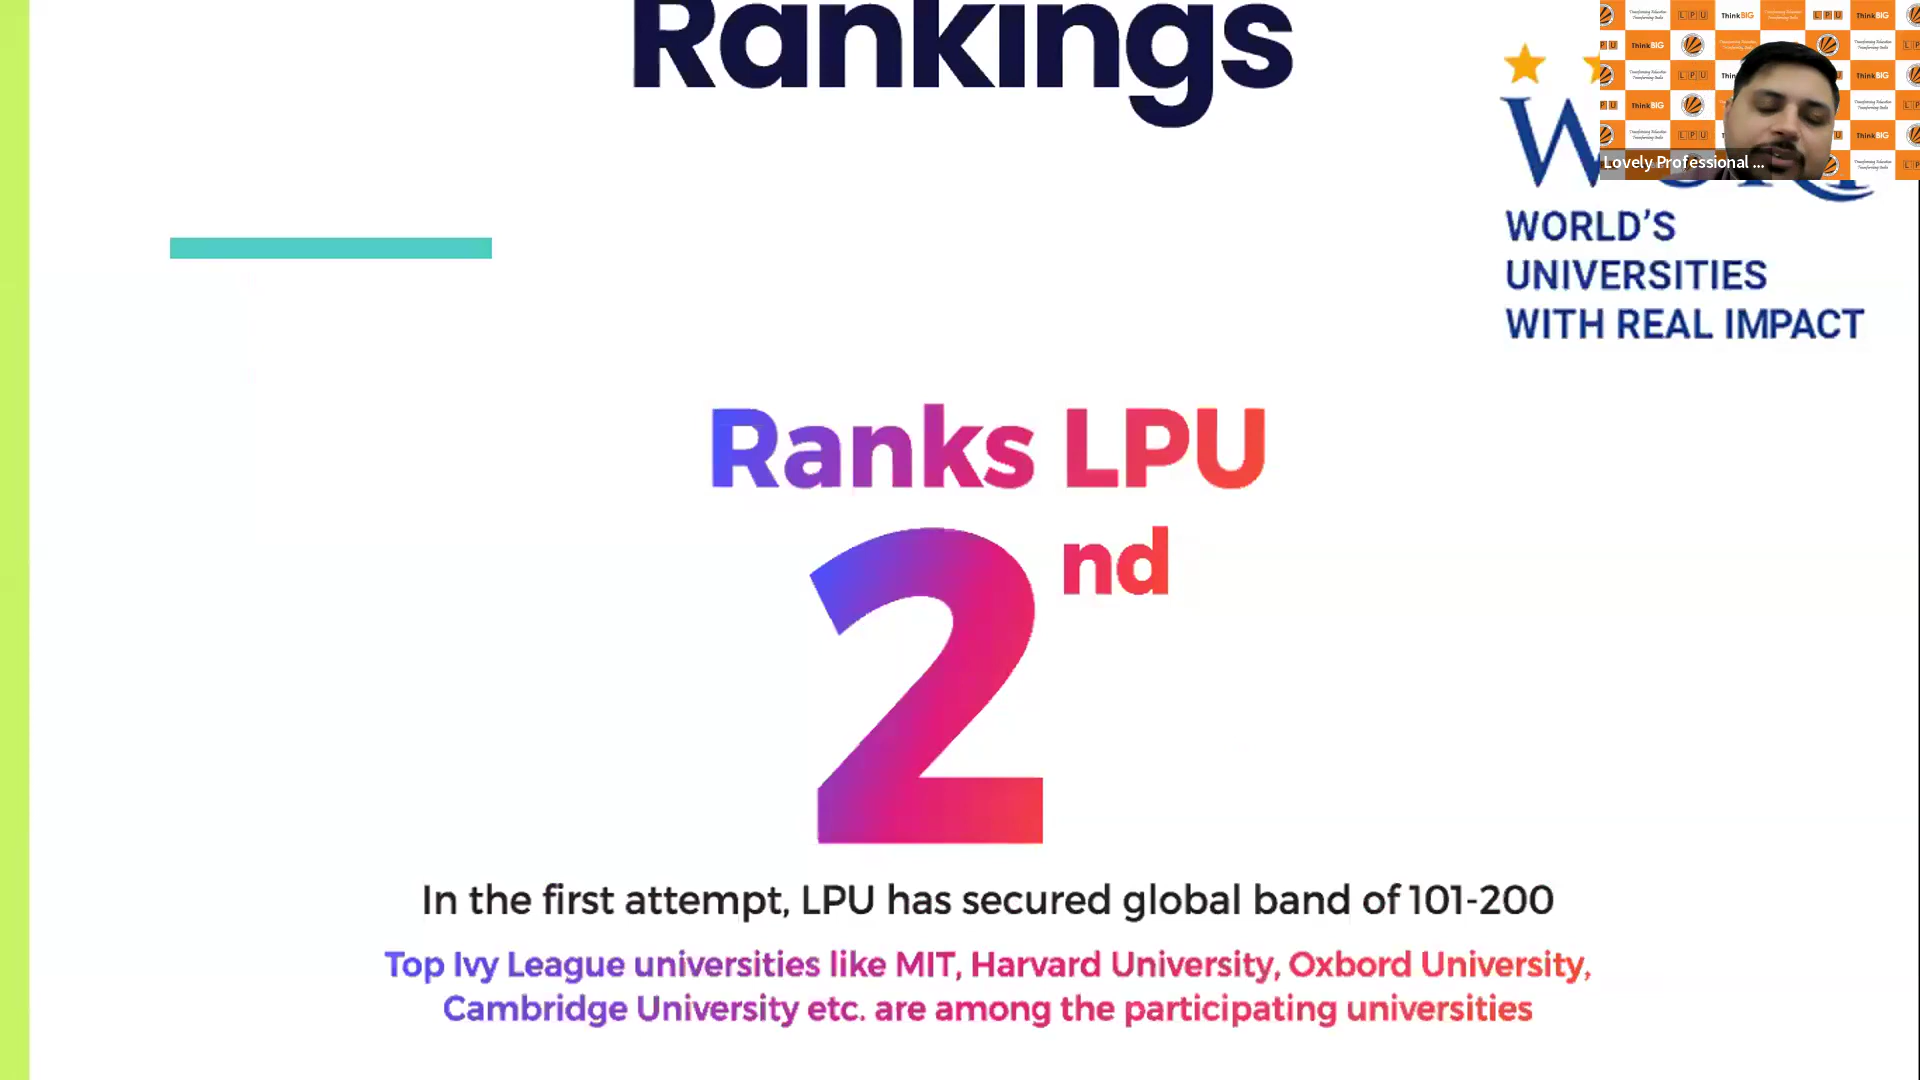 Rankings
WORLD'S
UNIVERSITIES
WITH REAL IMPACT
Lovely Professional ...
Ranks LPU
2nd
In the first attempt, LPU has secured global band of 101-200
Top Ivy League universities like MIT, Harvard University, Oxbord University,
Cambridge University etc. are among the participating universities
LPU
ThinkBIG